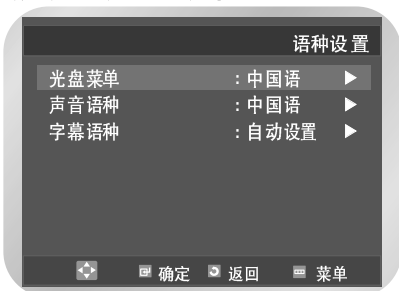 语种设置
光盘菜单 : 中国语
声音语种 : 中国语
字幕语种 : 自动设置
确定 返回 菜单